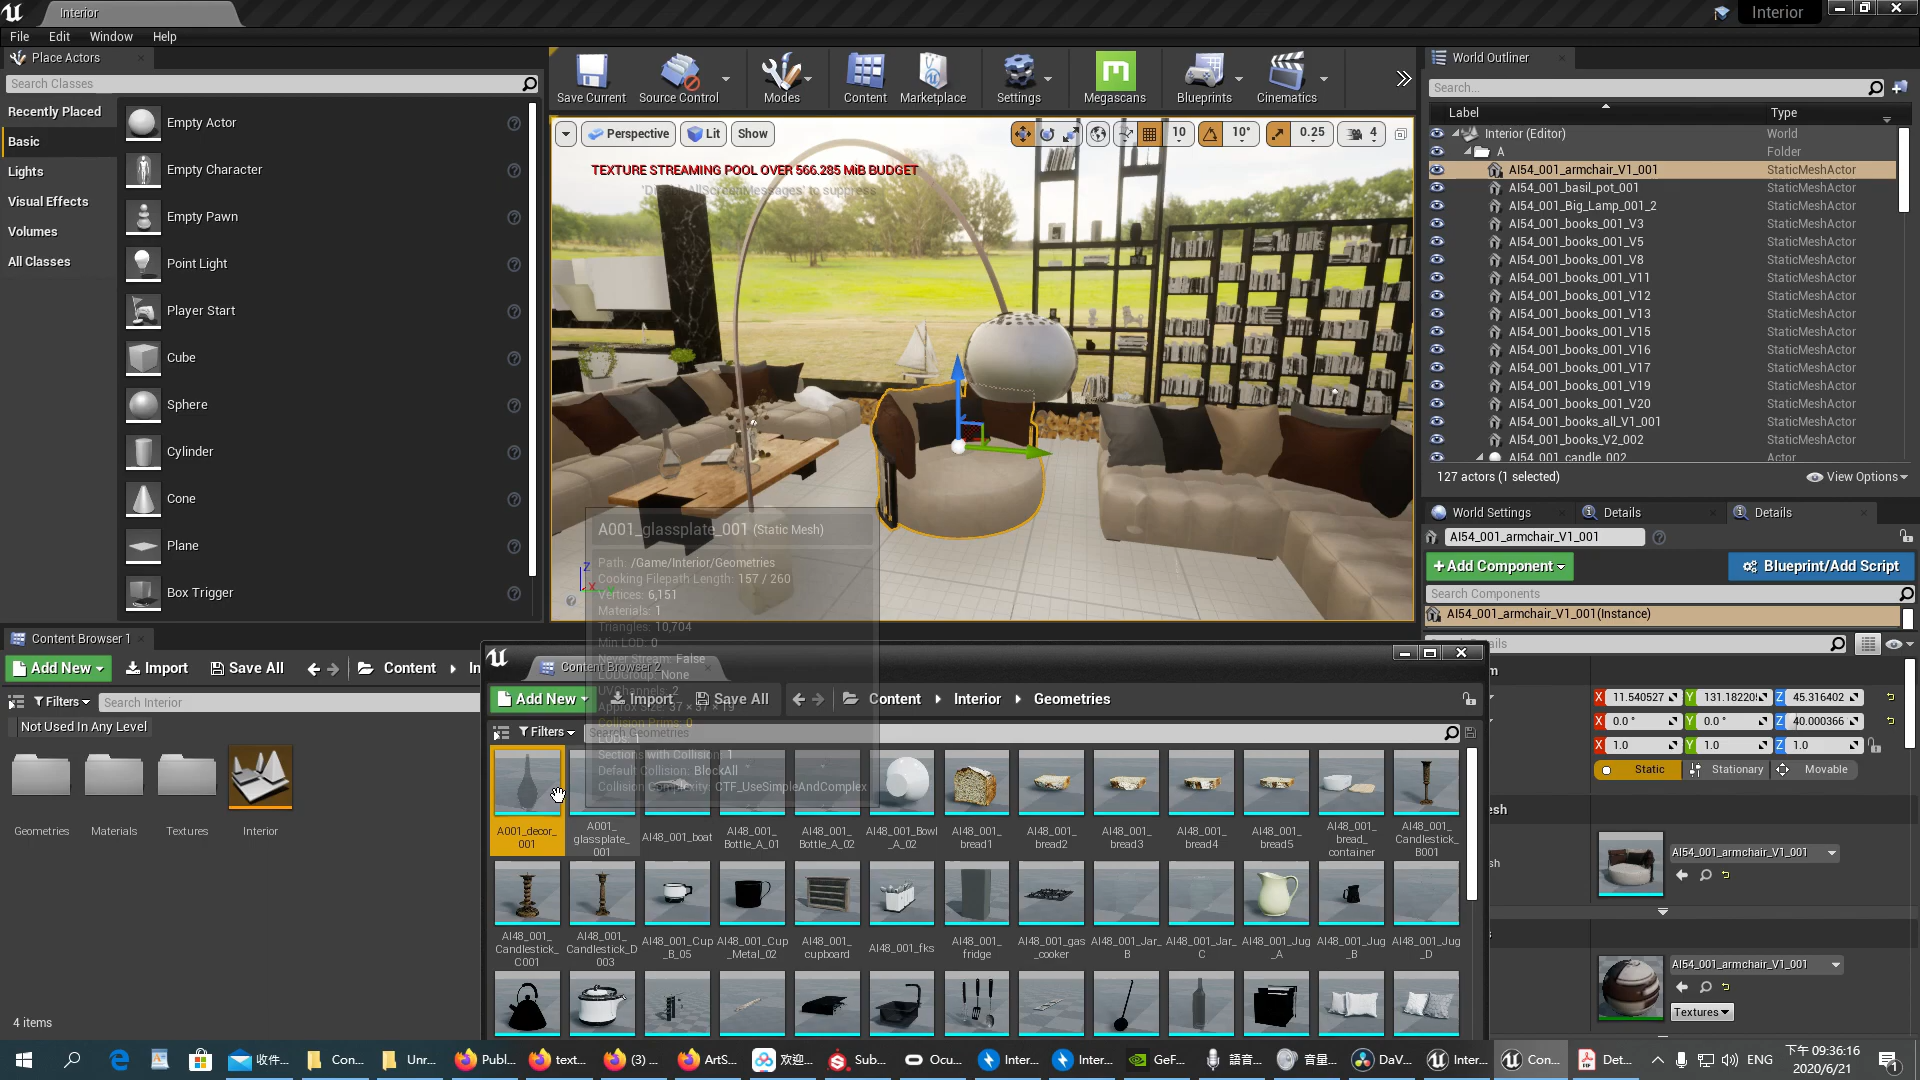 Interior
Interior
File Edit Window Help
Place Actors
Search Classes
Recently Placed
Basic
Lights
Visual Effects
Volumes
All Classes
Empty Actor
Empty Character
Empty Pawn
Point Light
Player Start
Cube
Sphere
Cylinder
Cone
Plane
Box Trigger
Save Current Source Control Modes Content Marketplace Settings Megascans Blueprints Cinematics
Perspective Lit Show 10 10° 0.25 4
TEXTURE STREAMING POOL OVER 566.285 MiB BUDGET
'DisableAllScreenMessages' to suppress
World Outliner
Search...
Label Type
Interior (Editor) World
A Folder
AI54_001_armchair_V1_001 StaticMeshActor
AI54_001_basil_pot_001 StaticMeshActor
AI54_001_Big_Lamp_001_2 StaticMeshActor
AI54_001_books_001_V3 StaticMeshActor
AI54_001_books_001_V5 StaticMeshActor
AI54_001_books_001_V8 StaticMeshActor
AI54_001_books_001_V11 StaticMeshActor
AI54_001_books_001_V12 StaticMeshActor
AI54_001_books_001_V13 StaticMeshActor
AI54_001_books_001_V15 StaticMeshActor
AI54_001_books_001_V16 StaticMeshActor
AI54_001_books_001_V17 StaticMeshActor
AI54_001_books_001_V19 StaticMeshActor
AI54_001_books_001_V20 StaticMeshActor
AI54_001_books_all_V1_001 StaticMeshActor
AI54_001_books_V2_002 StaticMeshActor
AI54_001_candle_002 Actor
127 actors (1 selected) View Options
World Settings Details Details
AI54_001_armchair_V1_001
+Add Component Blueprint/Add Script
Search Components
AI54_001_armchair_V1_001(Instance)
X 11.540527 Y 131.18220 Z 45.316402
X 0.0 ° Y 0.0 ° Z 40.000366
X 1.0 Y 1.0 Z 1.0
Static Stationary Movable
AI54_001_armchair_V1_001
AI54_001_armchair_V1_001
Textures
A001_glassplate_001 (Static Mesh)
Path: /Game/Interior/Geometries
Cooking Filepath Length: 157 / 260
Vertices: 6,151
Materials: 1
Triangles: 10,704
Min LOD: 0
Never Stream: False
LODGroup: None
UVChannels: 2
Approx Size: 37 × 37 × 19
Collision Prims: 0
LODs: 1
Sections with Collision: 1
Default Collision: BlockAll
Collision Complexity: CTF_UseSimpleAndComplex
Content Browser 1
Add New Import Save All Content In
Filters Search Interior
Not Used In Any Level
Geometries Materials Textures Interior
4 items
Content Browser 2
Add New Import Save All Content Interior Geometries
Filters Search Geometries
A001_decor_001
A001_glassplate_001
AI48_001_boat
AI48_001_Bottle_A_01
AI48_001_Bottle_A_02
AI48_001_Bowl_A_02
AI48_001_bread1
AI48_001_bread2
AI48_001_bread3
AI48_001_bread4
AI48_001_bread5
AI48_001_bread_container
AI48_001_Candlestick_B001
AI48_001_Candlestick_C001
AI48_001_Candlestick_D003
AI48_001_Cup_B_05
AI48_001_Cup_Metal_02
AI48_001_cupboard
AI48_001_fks
AI48_001_fridge
AI48_001_gas_cooker
AI48_001_Jar_B
AI48_001_Jar_C
AI48_001_Jug_A
AI48_001_Jug_B
AI48_001_Jug_D
收件... Con... Unr... Publ... text... (3) ... ArtS... 欢迎... Sub... Ocu... Inter... Inter... GeF... 語音... 音量... DaV... Inter... Con... Det... ENG
下午 09:36:16
2020/6/21